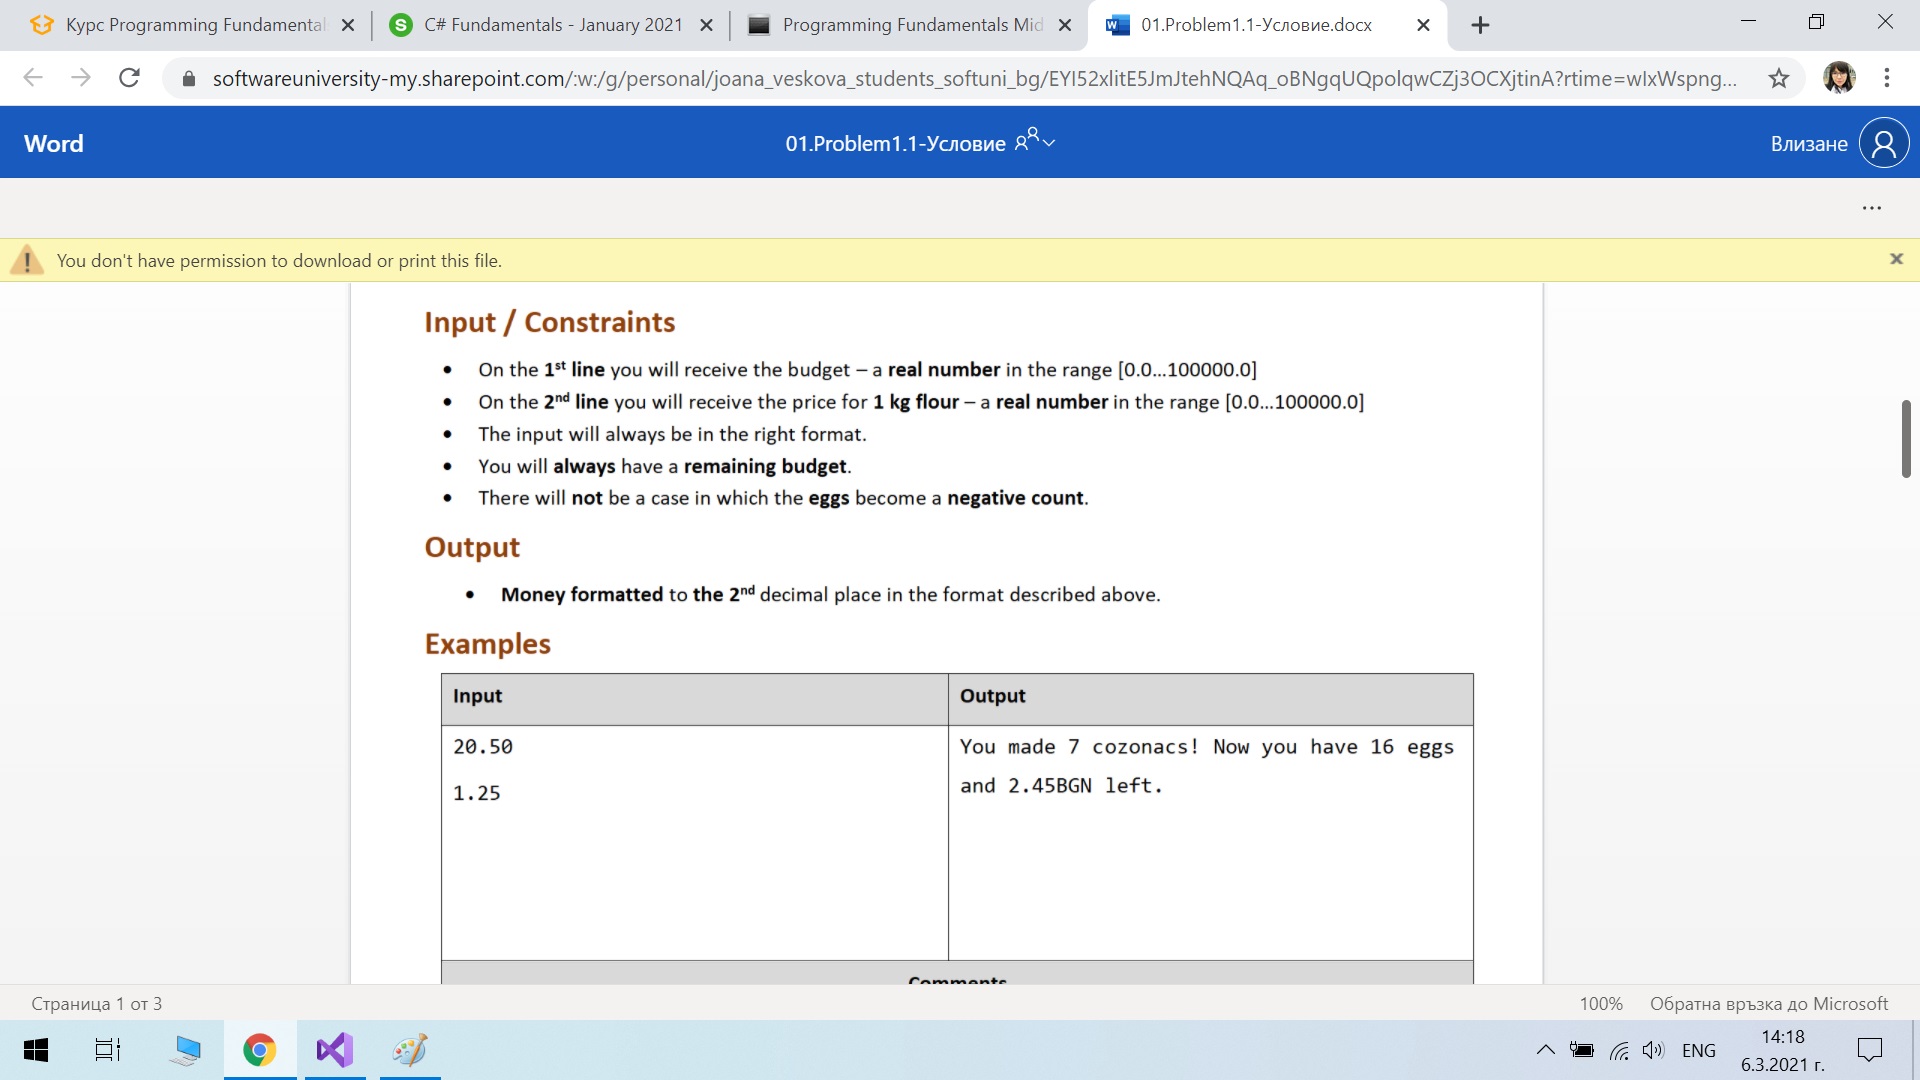 Курс Programming Fundamental
C# Fundamentals - January 2021
Programming Fundamentals Mid
01.Problem1.1-Условие.docx
softwareuniversity-my.sharepoint.com/:w:/g/personal/joana_veskova_students_softuni_bg/EYI52xlitE5JmJtehNQAq_oBNgqUQpolqwCZj3OCXjtinA?rtime=wIxWspng...
Word
01.Problem1.1-Условие
Влизане
You don't have permission to download or print this file.
Input / Constraints
• On the 1st line you will receive the budget – a real number in the range [0.0…100000.0]
• On the 2nd line you will receive the price for 1 kg flour – a real number in the range [0.0…100000.0]
• The input will always be in the right format.
• You will always have a remaining budget.
• There will not be a case in which the eggs become a negative count.
Output
• Money formatted to the 2nd decimal place in the format described above.
Examples
Input
Output
20.50
1.25
You made 7 cozonacs! Now you have 16 eggs
and 2.45BGN left.
Comments
Страница 1 от 3
100%
Обратна връзка до Microsoft
ENG
14:18
6.3.2021 г.